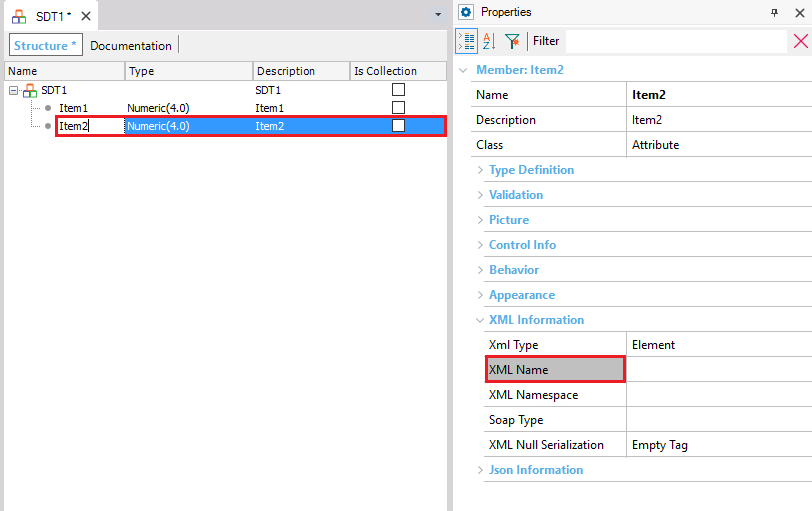 SDT1 *
Structure * Documentation
Name Type Description Is Collection
SDT1 SDT1
Item1 Numeric(4.0) Item1
Item2 Numeric(4.0) Item2
Properties
Filter
Member: Item2
Name Item2
Description Item2
Class Attribute
Type Definition
Validation
Picture
Control Info
Behavior
Appearance
XML Information
Xml Type Element
XML Name
XML Namespace
Soap Type
XML Null Serialization Empty Tag
Json Information